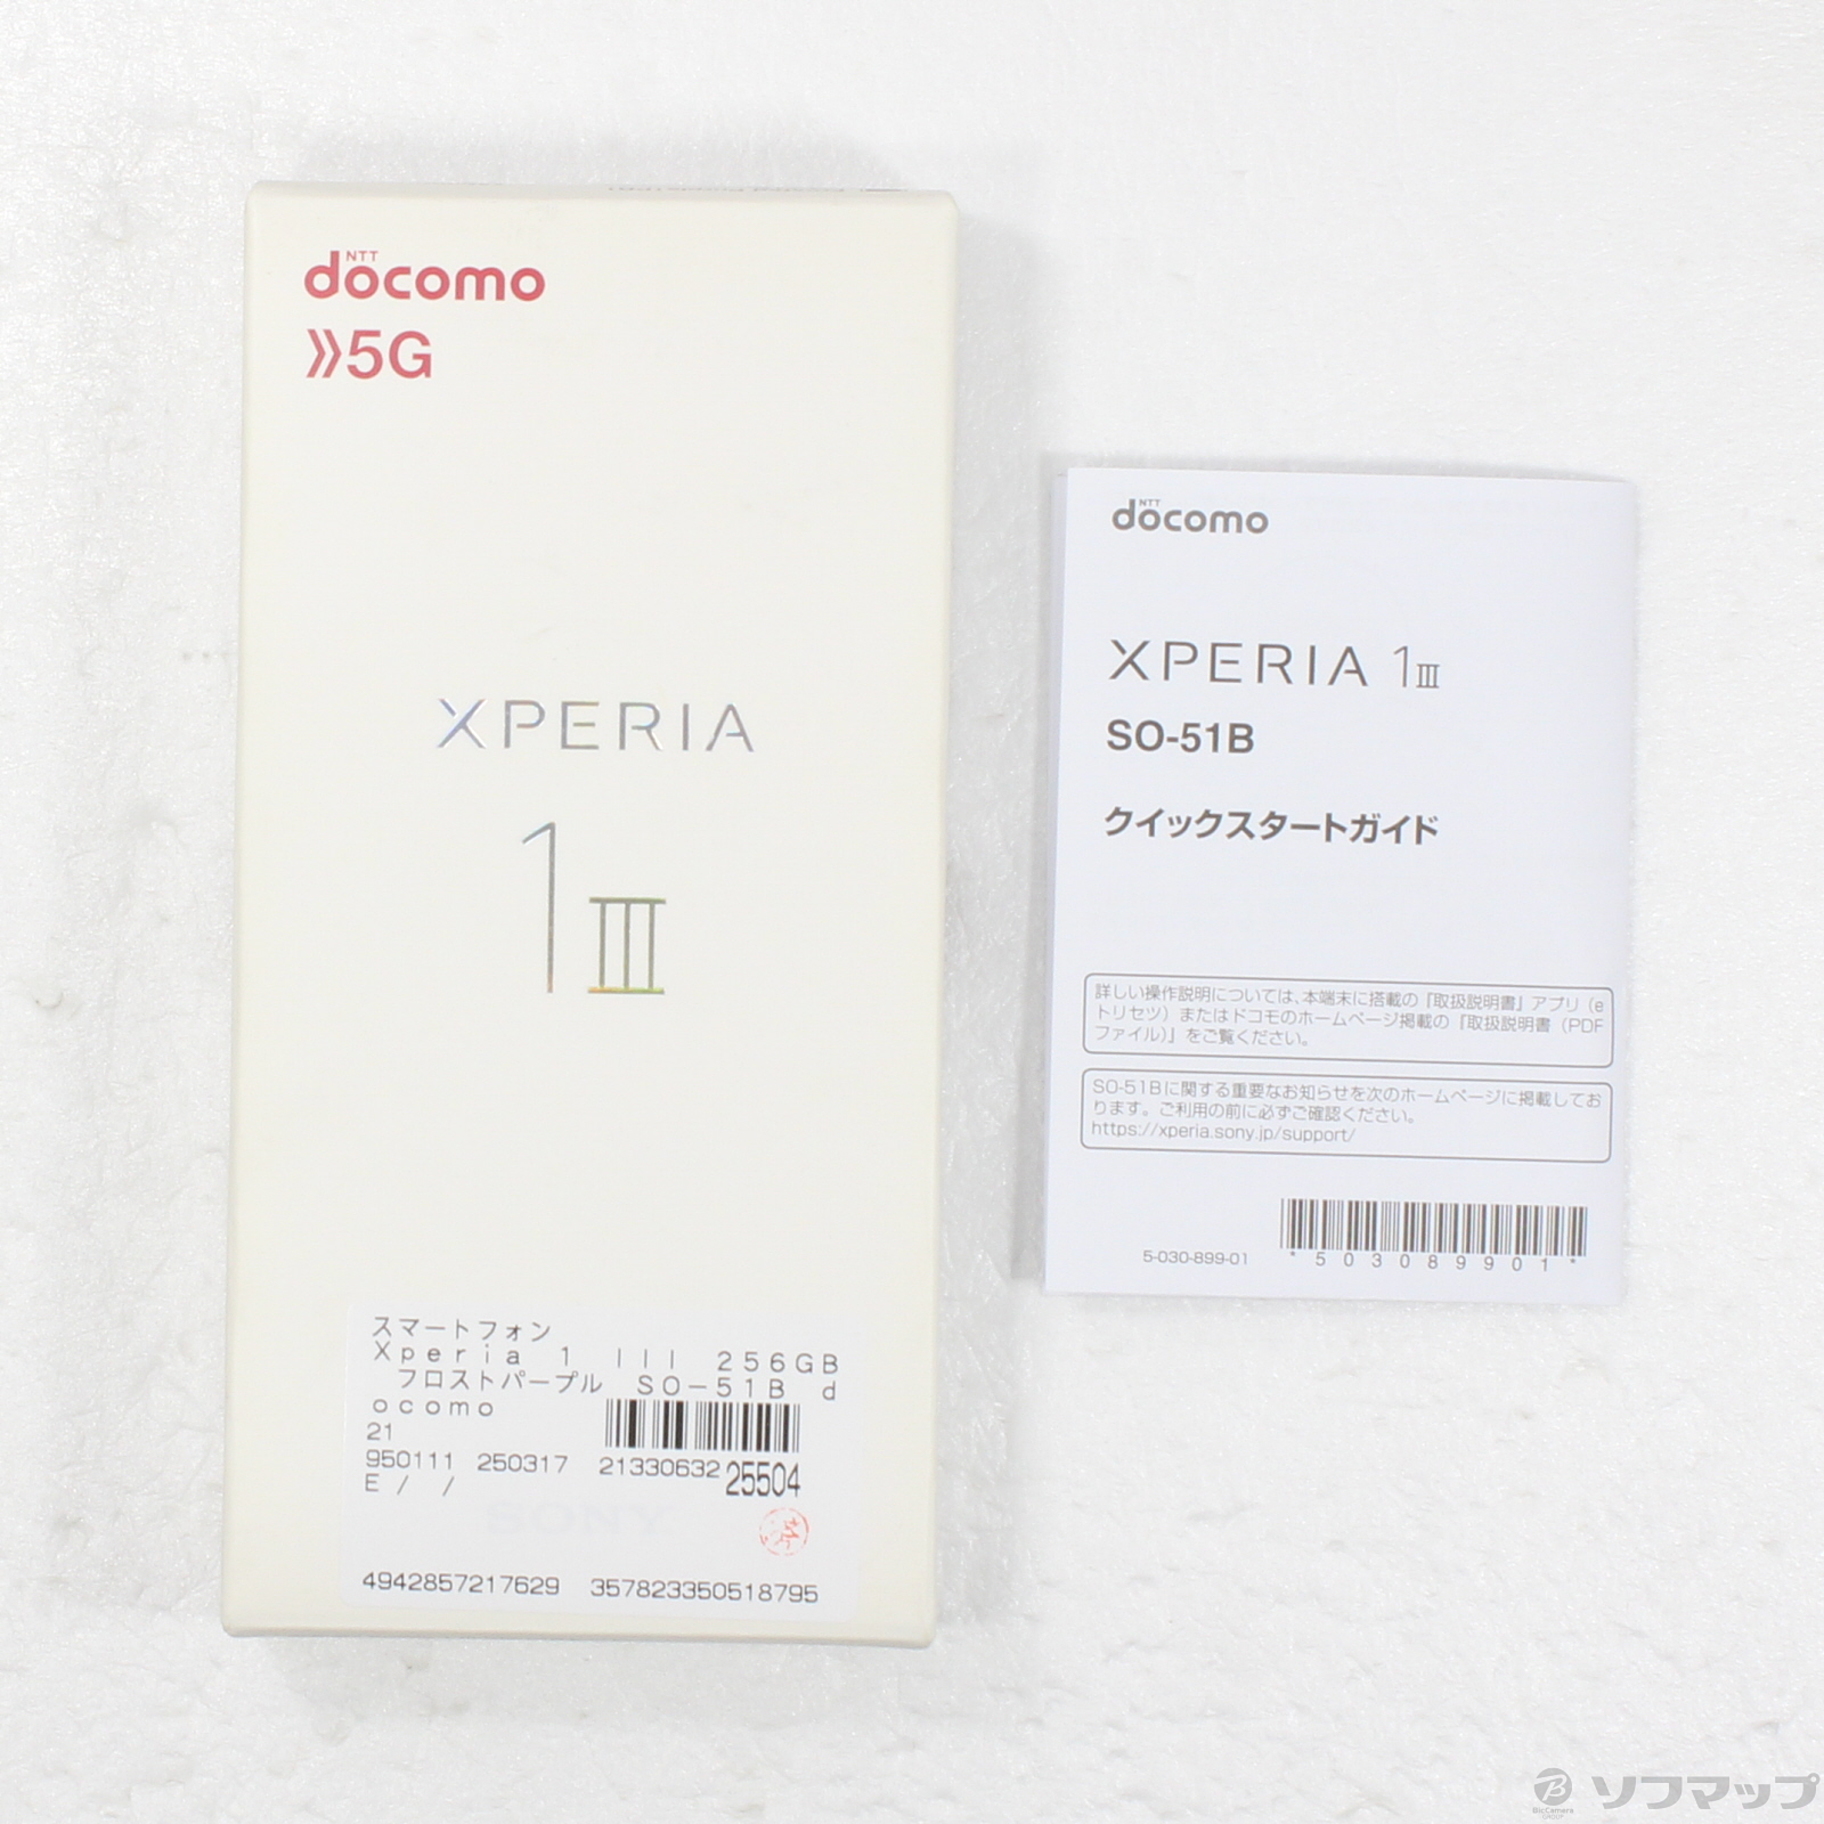 NTT
docomo
5G
XPERIA
1III
スマートフォン
Xperia 1 III 256GB
フロストパープル SO-51B d
ocomo
21
950111 250317 2133063225504
E / /
SONY
4942857217629 357823350518795
NTT
docomo
XPERIA 1III
SO-51B
クイックスタートガイド
詳しい操作説明については、本端末に搭載の『取扱説明書』アプリ（e
トリセツ）またはドコモのホームページ掲載の『取扱説明書（PDF
ファイル）』をご覧ください。
SO-51Bに関する重要なお知らせを次のホームページに掲載してお
ります。ご利用の前に必ずご確認ください。
https://xperia.sony.jp/support/
5-030-899-01
*503089901*
B
BicCamera
GROUP
ソフマップ